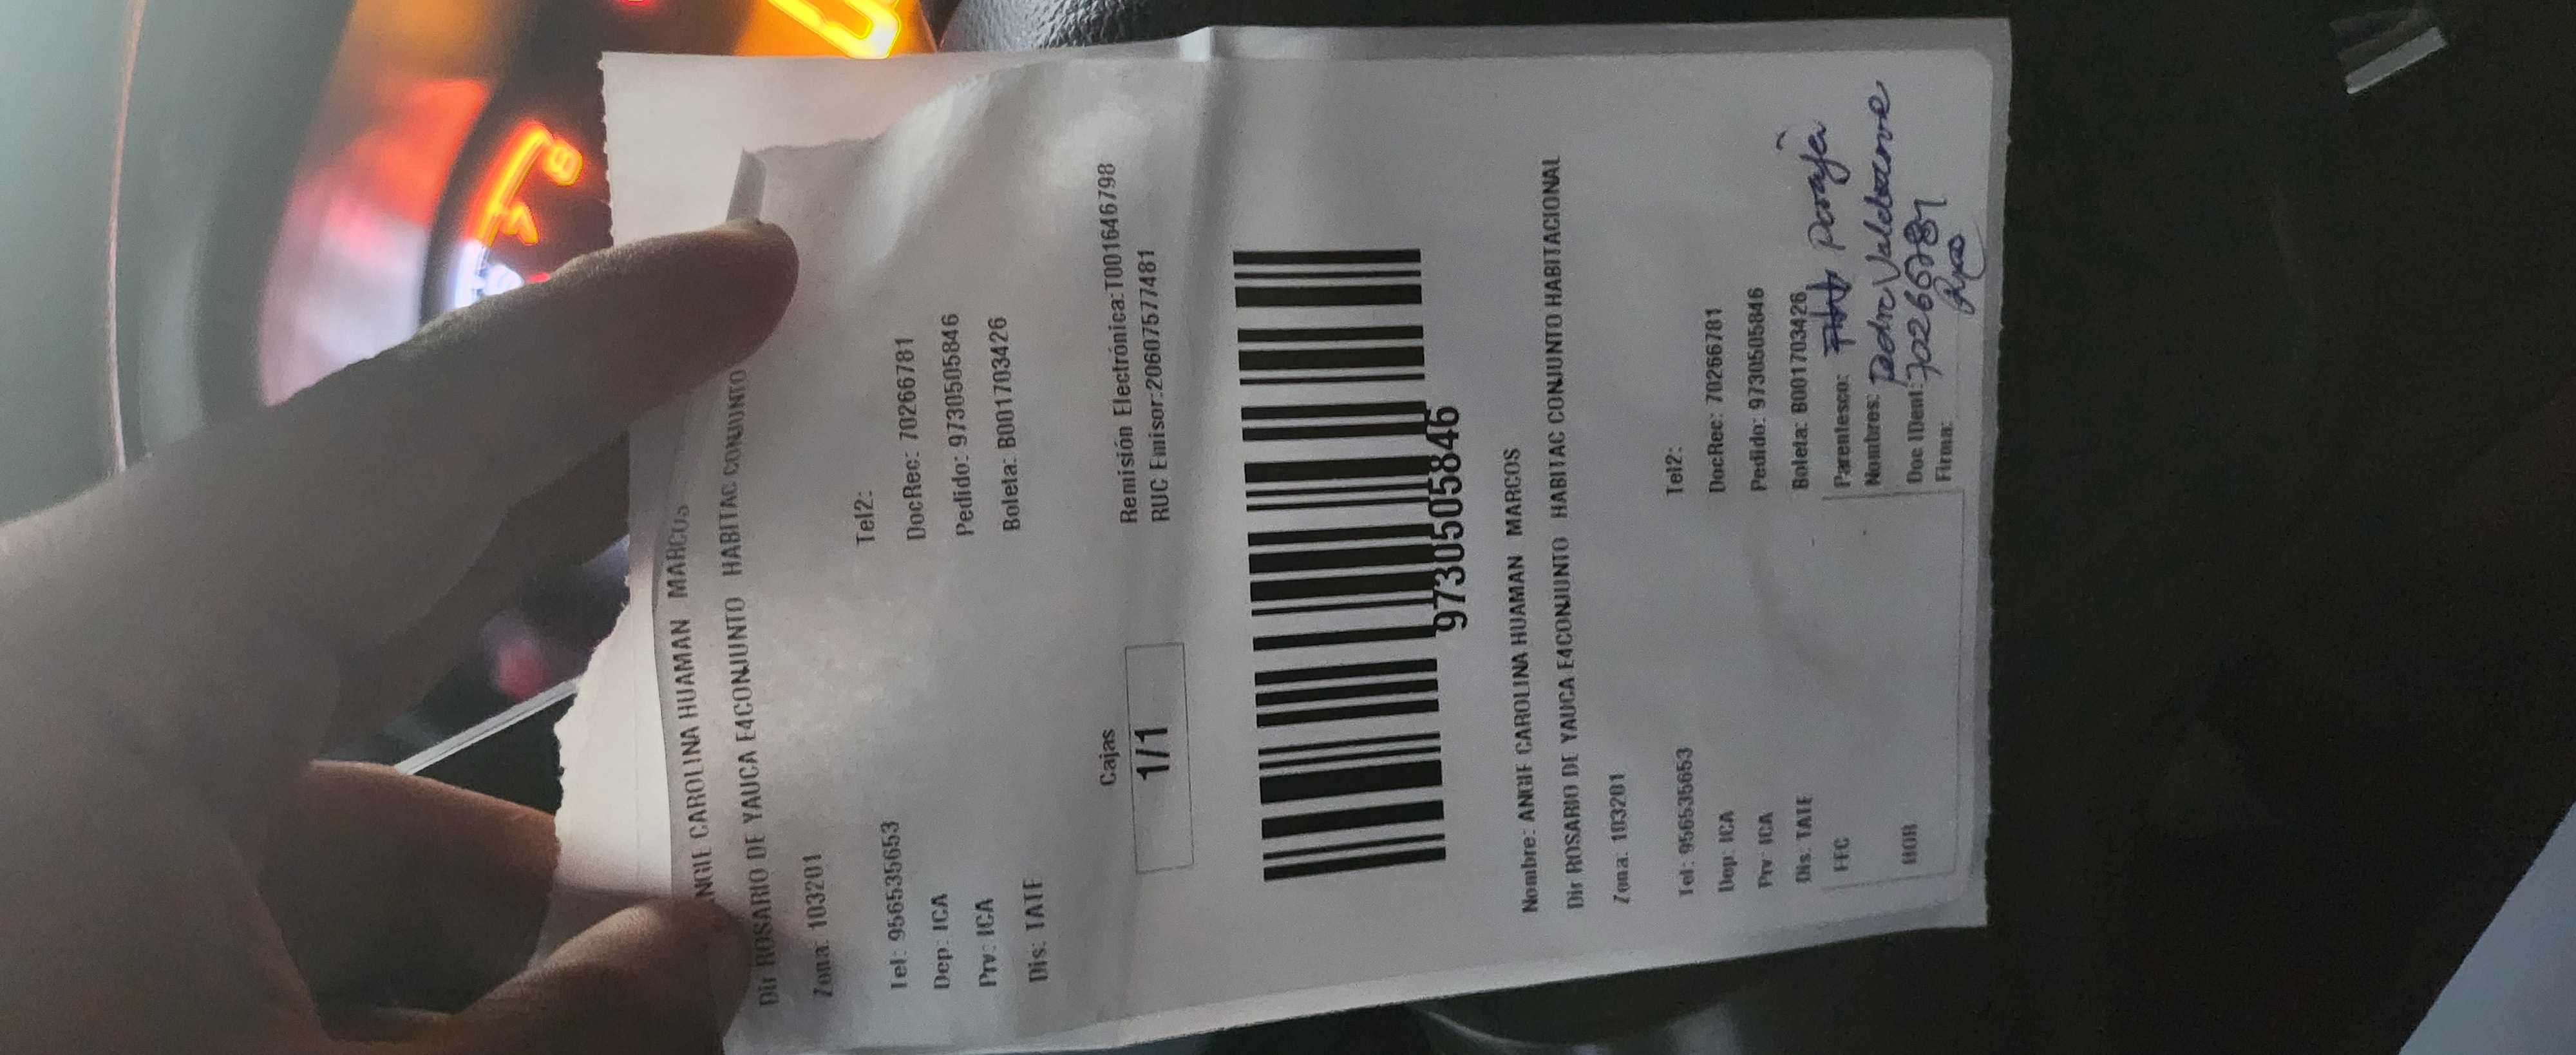 NGIE CAROLINA HUAMAN MARCOS
Dir ROSARIO DE YAUCA E4CONJUNTO HABITAC CONJUNTO
Zona: 103201
Tel: 956535653 Tel2:
Dep: ICA DocRec: 70266781
Prv: ICA Pedido: 9730505846
Dis: TATE Boleta: B001703426
Cajas Remisión Electrónica:T001646798
1/1 RUC Emisor:20607577481
9730505846
Nombre: ANGIE CAROLINA HUAMAN MARCOS
Dir ROSARIO DE YAUCA E4CONJUNTO HABITAC CONJUNTO HABITACIONAL
Zona: 103201
Tel: 956535653 Tel2:
Dep: ICA DocRec: 70266781
Prv: ICA Pedido: 9730505846
Dis: TATE Boleta: B001703426
FEC Parentesco: Pareja
Nombres: Pedro
HOR Doc IDent: 70266781
Firma: